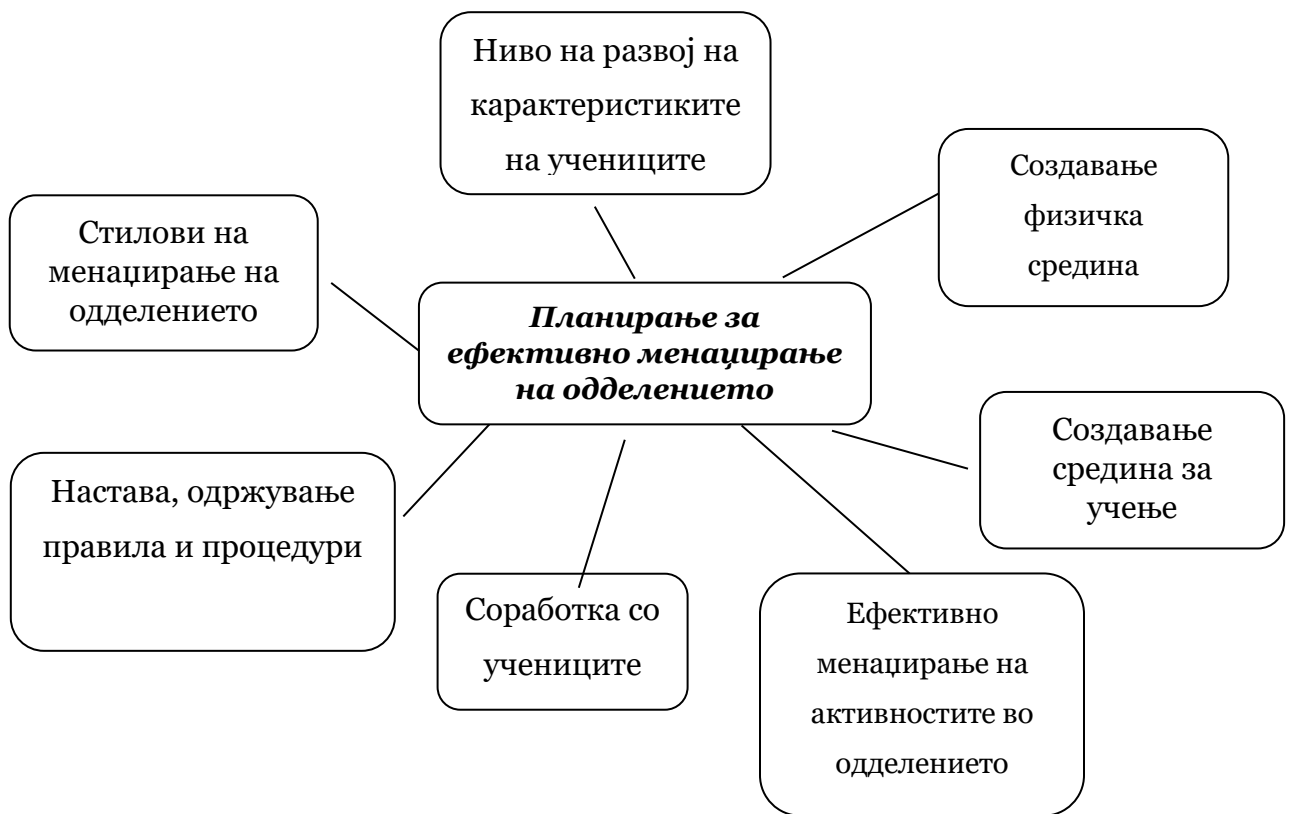 Ниво на развој на
карактеристиките
на учениците
Создавање
физичка
средина
Стилови на
менаџирање на
одделението
Планирање за
ефективно менаџирање
на одделението
Создавање
средина за
учење
Настава, одржување
правила и процедури
Соработка со
учениците
Ефективно
менаџирање на
активностите во
одделението